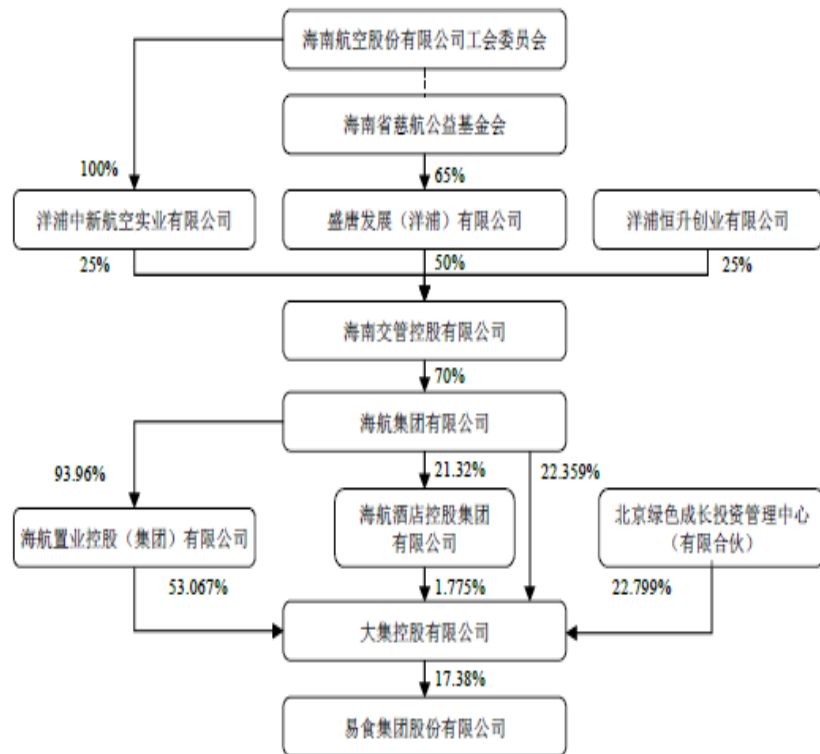 海南航空股份有限公司工会委员会
海南省慈航公益基金会
100%
65%
洋浦中新航空实业有限公司
盛唐发展（洋浦）有限公司
洋浦恒升创业有限公司
25%
50%
25%
海南交管控股有限公司
70%
海航集团有限公司
93.96%
21.32%
22.359%
海航置业控股（集团）有限公司
海航酒店控股集团
有限公司
北京绿色成长投资管理中心
（有限合伙）
53.067%
1.775%
22.799%
大集控股有限公司
17.38%
易食集团股份有限公司